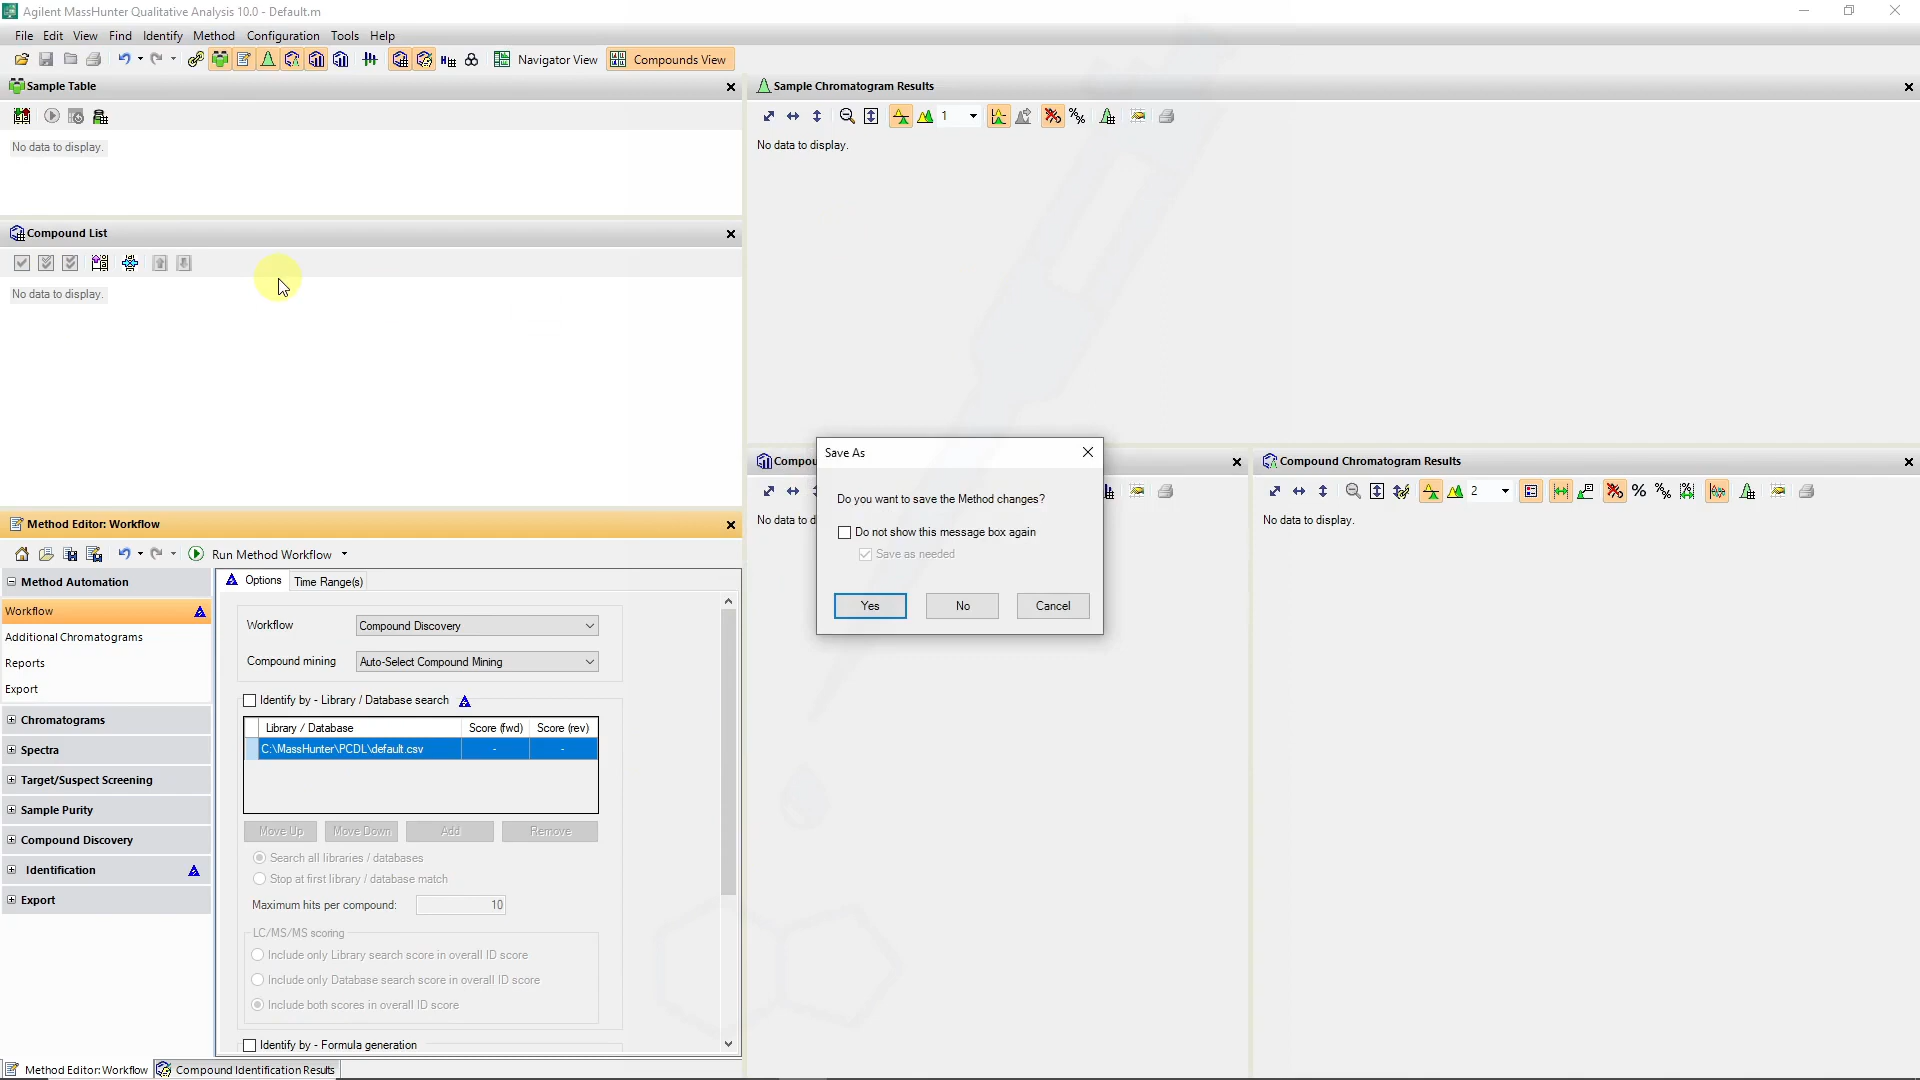 Agilent MassHunter Qualitative Analysis 10.0 - Default.m
File Edit View Find Identify Method Configuration Tools Help
Navigator View Compounds View
Sample Table
No data to display.
Compound List
No data to display.
Sample Chromatogram Results
1
No data to display.
Compou
No data to d
Compound Chromatogram Results
2
No data to display.
Save As
Do you want to save the Method changes?
Do not show this message box again
Save as needed
Yes No Cancel
Method Editor: Workflow
Run Method Workflow
Method Automation
Workflow
Additional Chromatograms
Reports
Export
Chromatograms
Spectra
Target/Suspect Screening
Sample Purity
Compound Discovery
Identification
Export
Options Time Range(s)
Workflow Compound Discovery
Compound mining Auto-Select Compound Mining
Identify by - Library / Database search
Library / Database Score (fwd) Score (rev)
C:\MassHunter\PCDL\default.csv - -
Move Up Move Down Add Remove
Search all libraries / databases
Stop at first library / database match
Maximum hits per compound: 10
LC/MS/MS scoring
Include only Library search score in overall ID score
Include only Database search score in overall ID score
Include both scores in overall ID score
Identify by - Formula generation
Method Editor: Workflow Compound Identification Results